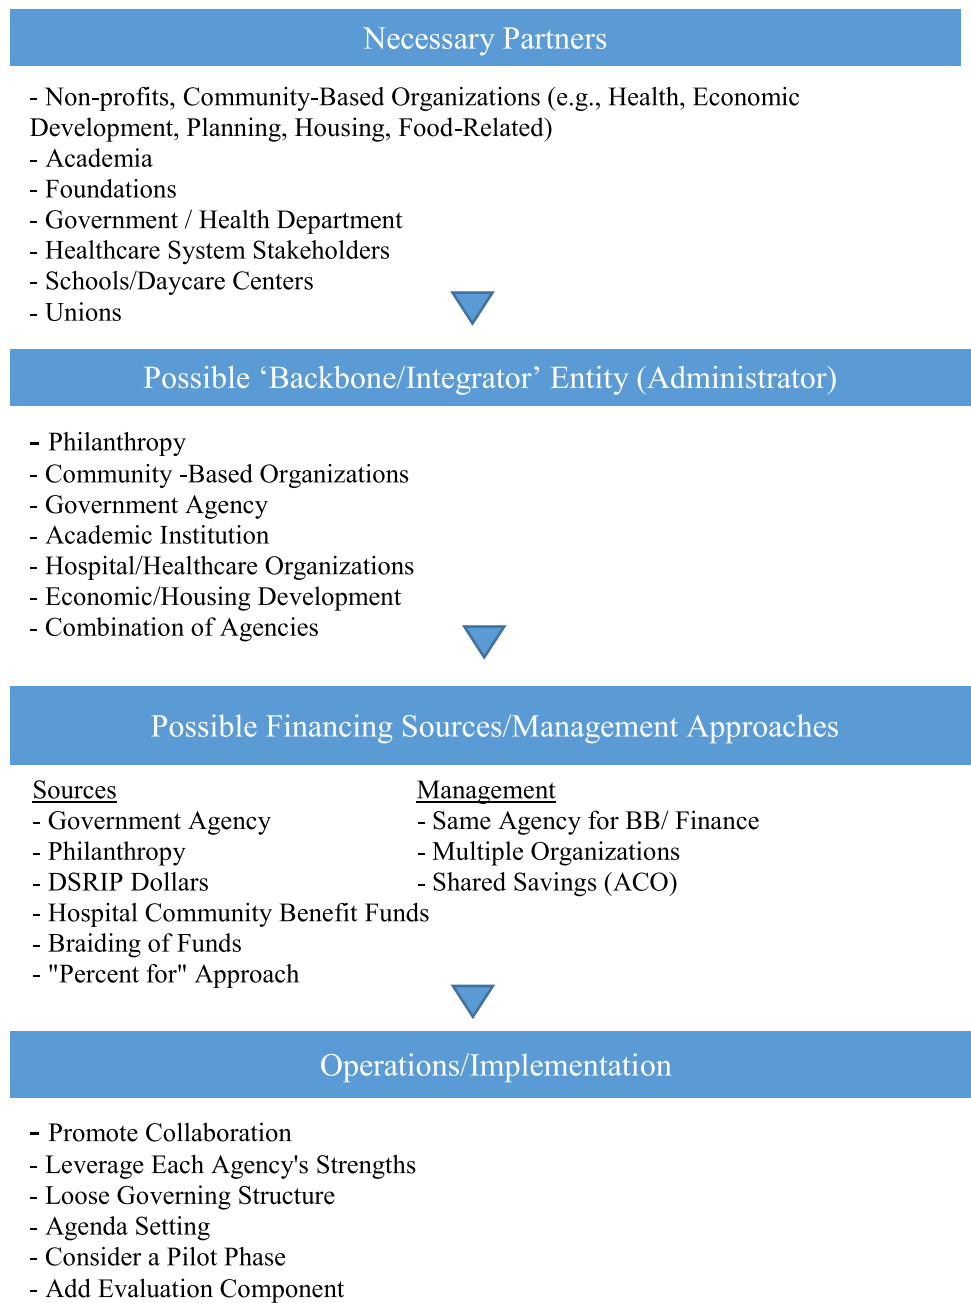 Necessary Partners
- Non-profits, Community-Based Organizations (e.g., Health, Economic
Development, Planning, Housing, Food-Related)
- Academia
- Foundations
- Government / Health Department
- Healthcare System Stakeholders
- Schools/Daycare Centers
- Unions
Possible ‘Backbone/Integrator’ Entity (Administrator)
- Philanthropy
- Community -Based Organizations
- Government Agency
- Academic Institution
- Hospital/Healthcare Organizations
- Economic/Housing Development
- Combination of Agencies
Possible Financing Sources/Management Approaches
Sources
- Government Agency
- Philanthropy
- DSRIP Dollars
- Hospital Community Benefit Funds
- Braiding of Funds
- "Percent for" Approach
Management
- Same Agency for BB/ Finance
- Multiple Organizations
- Shared Savings (ACO)
Operations/Implementation
- Promote Collaboration
- Leverage Each Agency's Strengths
- Loose Governing Structure
- Agenda Setting
- Consider a Pilot Phase
- Add Evaluation Component